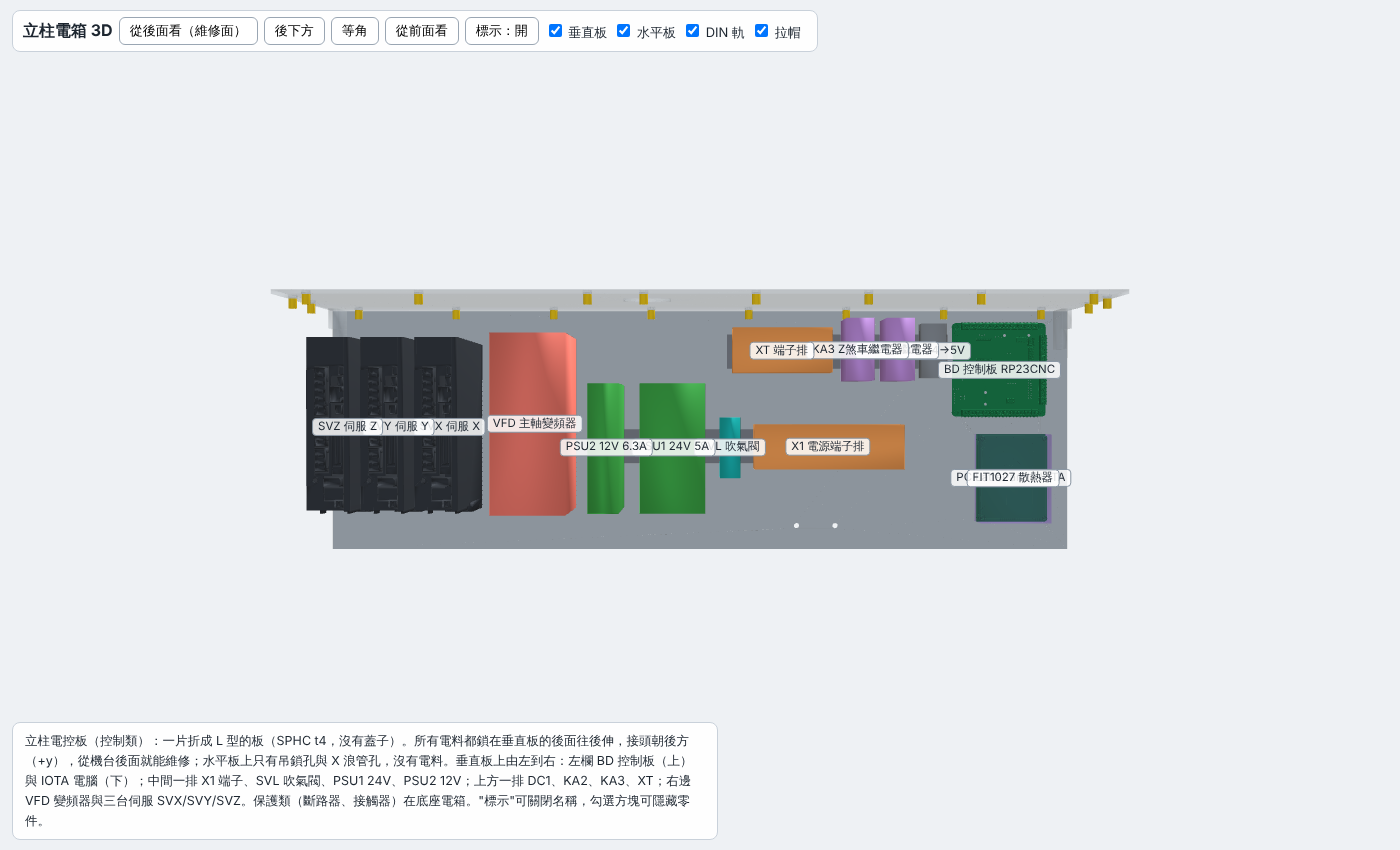 立柱電箱 3D
從後面看（維修面）
後下方
等角
從前面看
標示：開
垂直板
水平板
DIN 軌
拉帽
XT 端子排
KA3 Z煞車繼電器
電器
→5V
BD 控制板 RP23CNC
SVZ 伺服 Z
Y 伺服 Y
X 伺服 X
VFD 主軸變頻器
PSU2 12V 6.3A
U1 24V 5A
L 吹氣閥
X1 電源端子排
FIT1027 散熱器
A
立柱電控板（控制類）：一片折成 L 型的板（SPHC t4，沒有蓋子）。所有電料都鎖在垂直板的後面往後伸，接頭朝後方
（+y），從機台後面就能維修；水平板上只有吊鎖孔與 X 浪管孔，沒有電料。垂直板上由左到右：左欄 BD 控制板（上）
與 IOTA 電腦（下）；中間一排 X1 端子、SVL 吹氣閥、PSU1 24V、PSU2 12V；上方一排 DC1、KA2、KA3、XT；右邊
VFD 變頻器與三台伺服 SVX/SVY/SVZ。保護類（斷路器、接觸器）在底座電箱。"標示"可關閉名稱，勾選方塊可隱藏零
件。